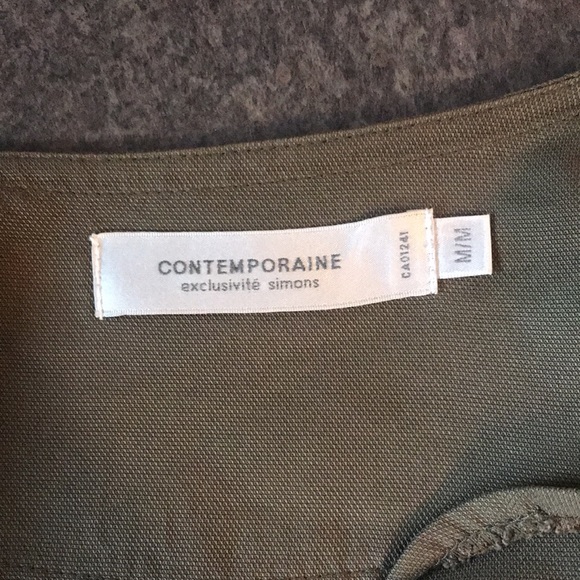 CONTEMPORAINE
exclusivité simons
CA01241
M/M